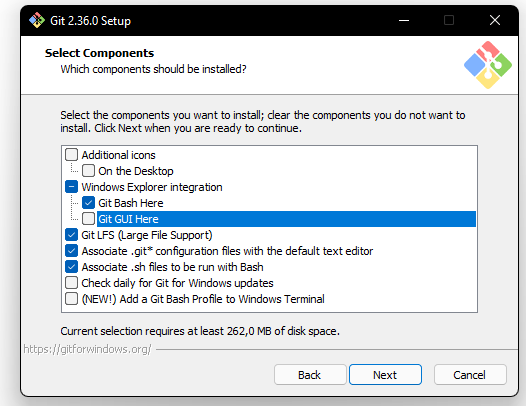 Git 2.36.0 Setup
Select Components
Which components should be installed?
Select the components you want to install; clear the components you do not want to
install. Click Next when you are ready to continue.
Additional icons
On the Desktop
Windows Explorer integration
Git Bash Here
Git GUI Here
Git LFS (Large File Support)
Associate .git* configuration files with the default text editor
Associate .sh files to be run with Bash
Check daily for Git for Windows updates
(NEW!) Add a Git Bash Profile to Windows Terminal
Current selection requires at least 262,0 MB of disk space.
https://gitforwindows.org/
Back
Next
Cancel